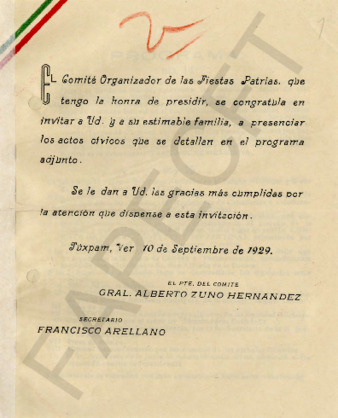 2
EL Comité Organizador de las Fiestas Patrias, que
tengo la honra de presidir, se congratula en
invitar a Ud. y a su estimable familia, a presenciar
los actos cívicos que se detallan en el programa
adjunto.
Se le dan a Ud. las gracias más cumplidas por
la atención que dispense a esta invitación.
Túxpam, Ver 10 de Septiembre de 1929.
EL PTE. DEL COMITE
GRAL. ALBERTO ZUNO HERNANDEZ
SECRETARIO
FRANCISCO ARELLANO
FAPECFT